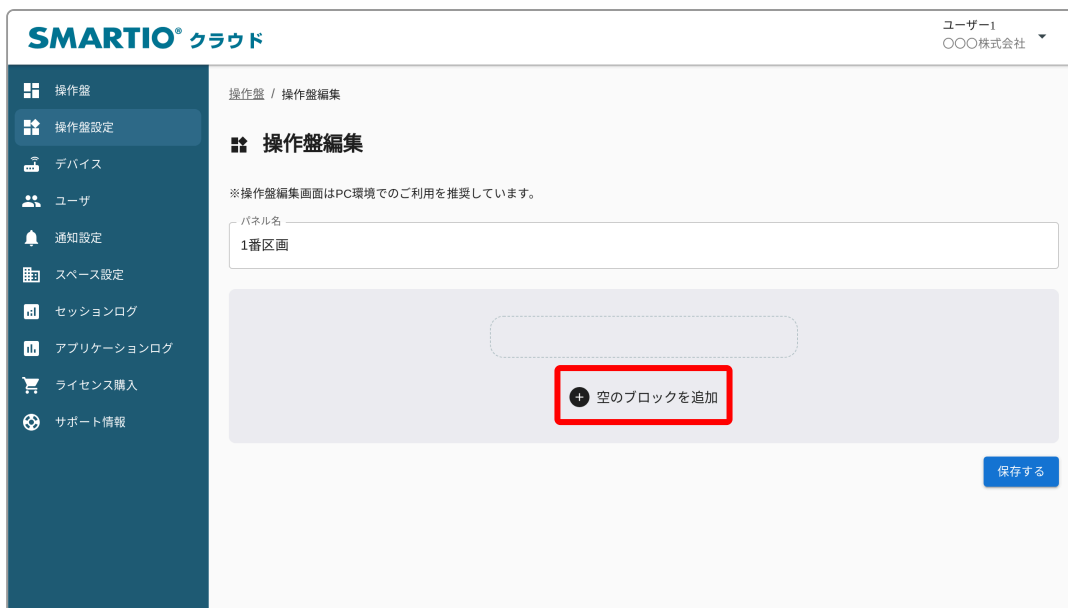 SMARTIO® クラウド
ユーザー1
〇〇〇株式会社
操作盤
操作盤設定
デバイス
ユーザ
通知設定
スペース設定
セッションログ
アプリケーションログ
ライセンス購入
サポート情報
操作盤 / 操作盤編集
操作盤編集
※操作盤編集画面はPC環境でのご利用を推奨しています。
パネル名
1番区画
空のブロックを追加
保存する